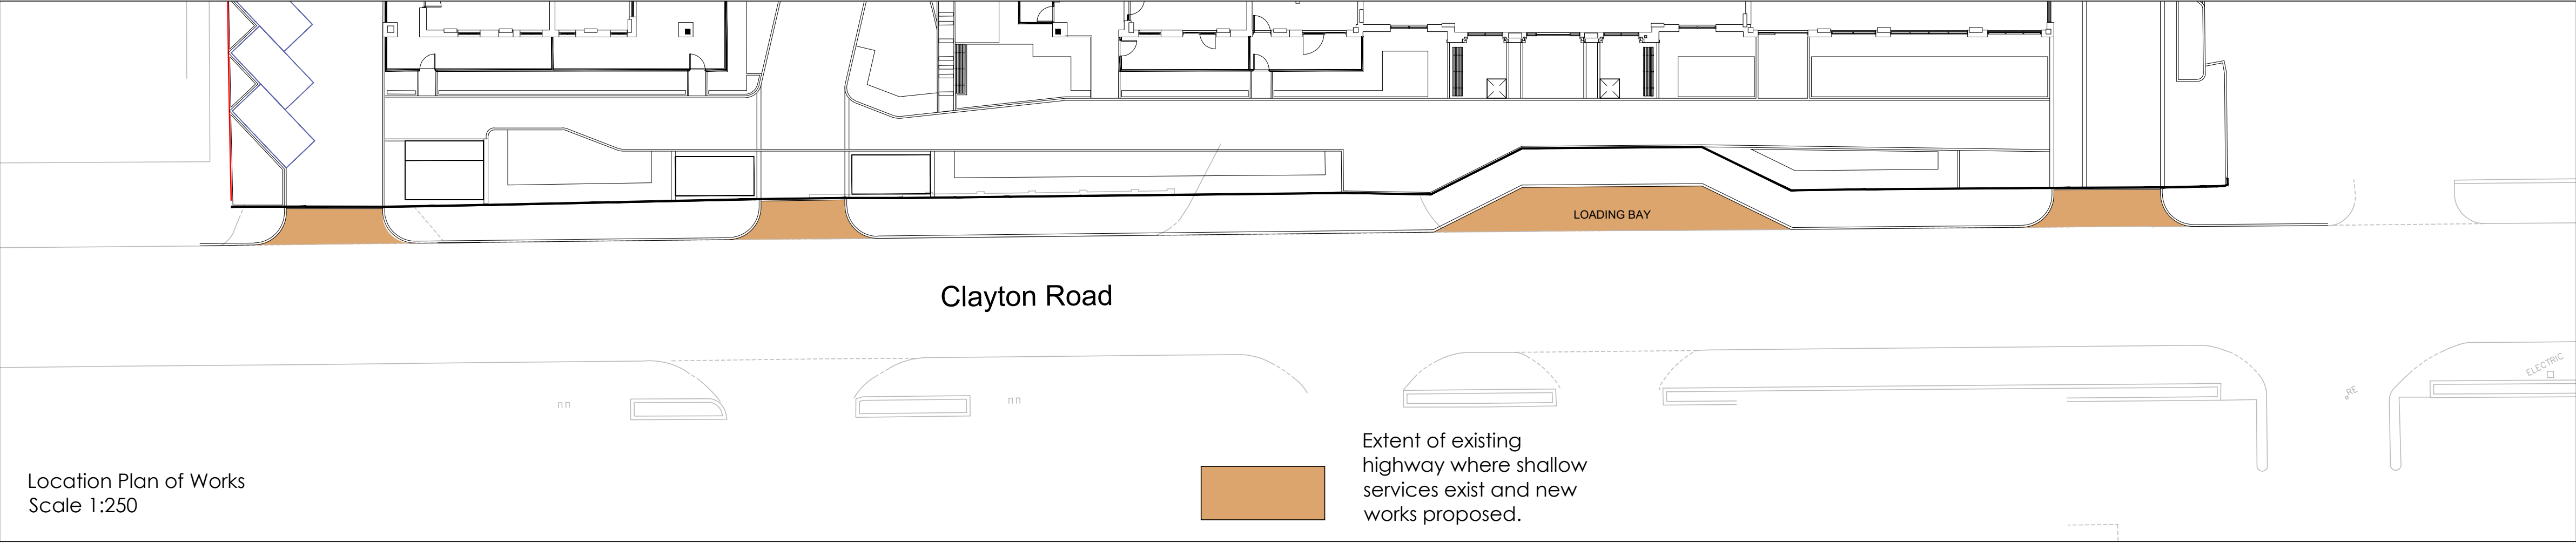 LOADING BAY
Clayton Road
ELECTRIC
RE
Extent of existing
highway where shallow
services exist and new
works proposed.
Location Plan of Works
Scale 1:250